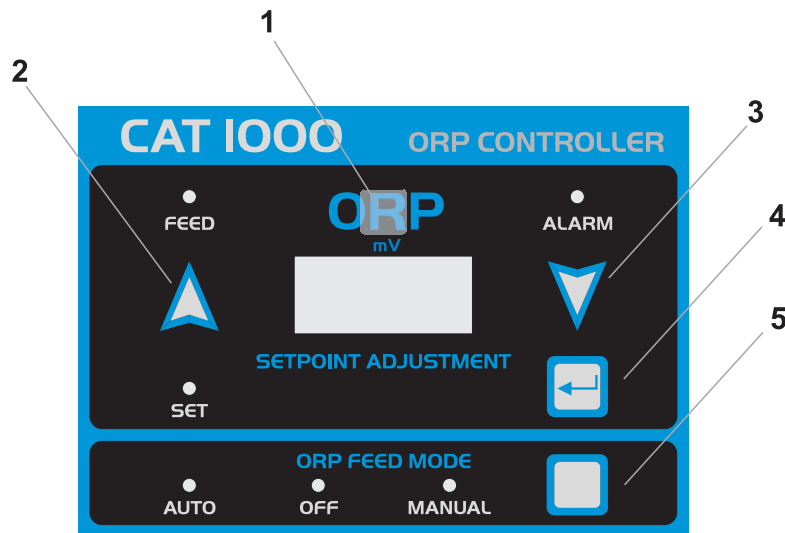 1
2
3
CAT 1000 ORP CONTROLLER
4
FEED
ORP
ALARM
mV
5
SETPOINT ADJUSTMENT
SET
ORP FEED MODE
AUTO OFF MANUAL